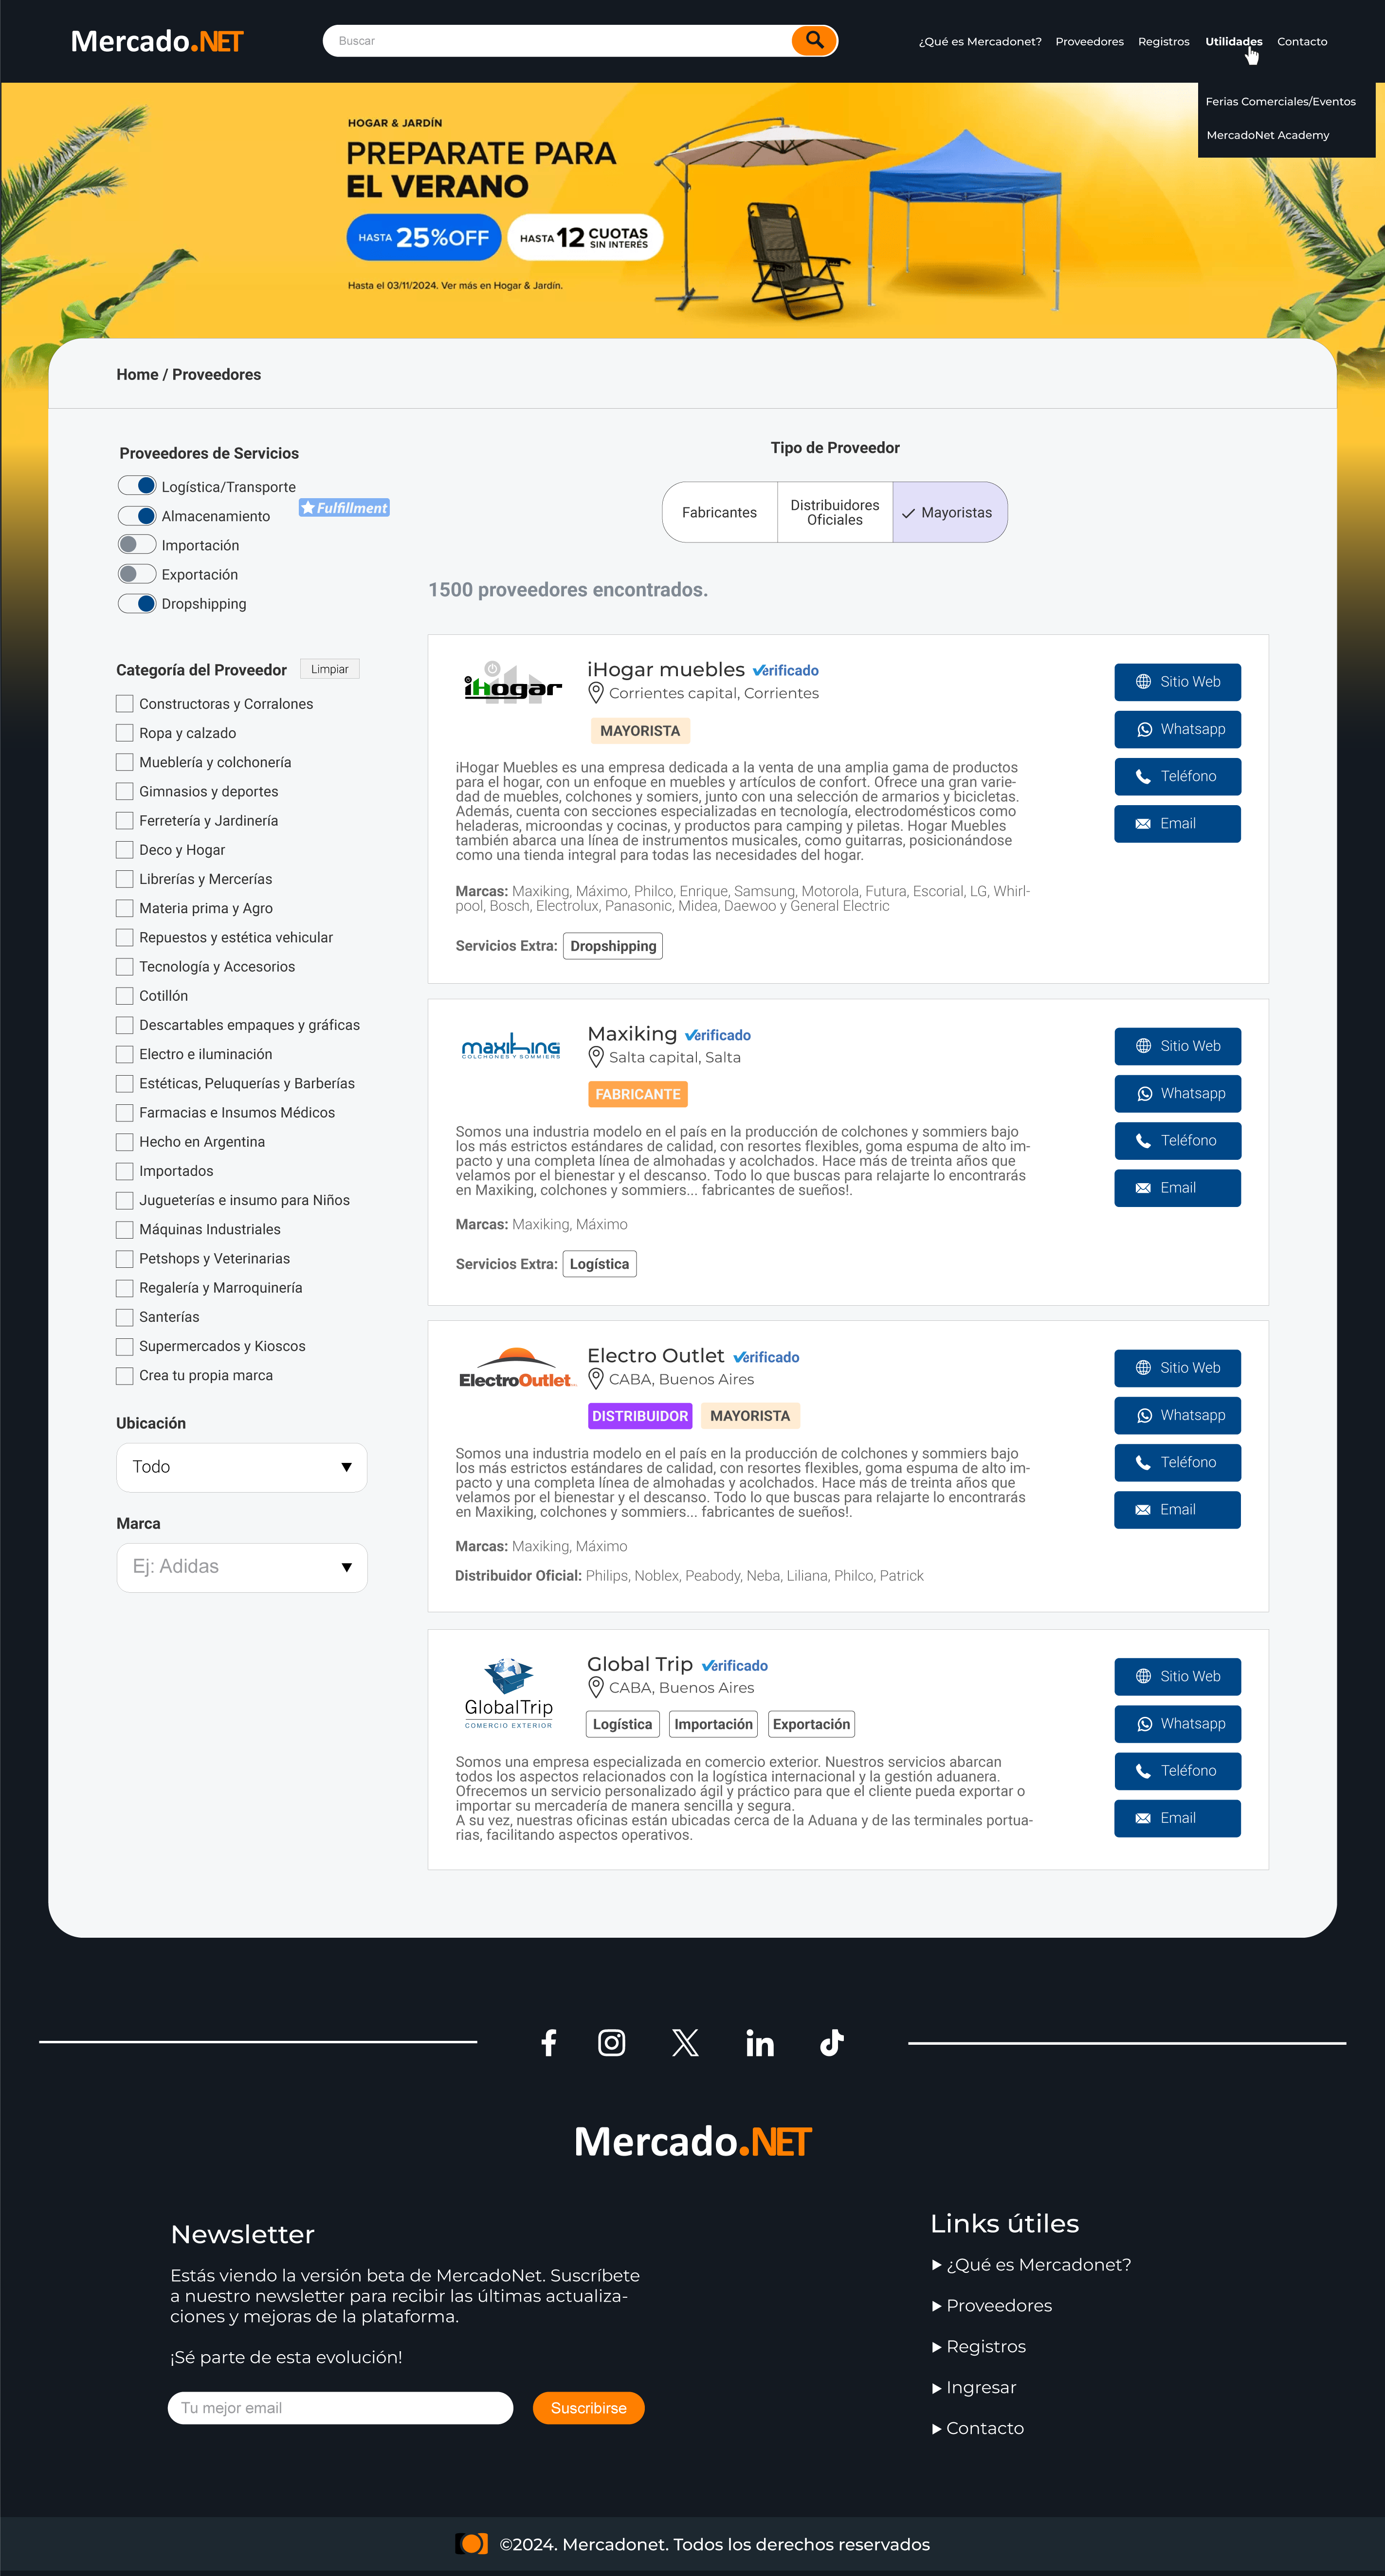 Mercado.NET
Buscar
¿Qué es Mercadonet? Proveedores Registros Utilidades Contacto
Ferias Comerciales/Eventos
MercadoNet Academy
HOGAR & JARDÍN
PREPARATE PARA
EL VERANO
HASTA 25%OFF
HASTA 12 CUOTAS SIN INTERÉS
Hasta el 03/11/2024. Ver más en Hogar & Jardín.
Home / Proveedores
Proveedores de Servicios
Logística/Transporte
Almacenamiento
Fulfillment
Importación
Exportación
Dropshipping
Categoría del Proveedor
Limpiar
Constructoras y Corralones
Ropa y calzado
Mueblería y colchonería
Gimnasios y deportes
Ferretería y Jardinería
Deco y Hogar
Librerías y Mercerías
Materia prima y Agro
Repuestos y estética vehicular
Tecnología y Accesorios
Cotillón
Descartables empaques y gráficas
Electro e iluminación
Estéticas, Peluquerías y Barberías
Farmacias e Insumos Médicos
Hecho en Argentina
Importados
Jugueterías e insumo para Niños
Máquinas Industriales
Petshops y Veterinarias
Regalería y Marroquinería
Santerías
Supermercados y Kioscos
Crea tu propia marca
Ubicación
Todo
Marca
Ej: Adidas
Tipo de Proveedor
Fabricantes
Distribuidores
Oficiales
Mayoristas
1500 proveedores encontrados.
iHogar
iHogar muebles Verificado
Corrientes capital, Corrientes
MAYORISTA
iHogar Muebles es una empresa dedicada a la venta de una amplia gama de productos
para el hogar, con un enfoque en muebles y artículos de confort. Ofrece una gran varie-
dad de muebles, colchones y somiers, junto con una selección de armarios y bicicletas.
Además, cuenta con secciones especializadas en tecnología, electrodomésticos como
heladeras, microondas y cocinas, y productos para camping y piletas. Hogar Muebles
también abarca una línea de instrumentos musicales, como guitarras, posicionándose
como una tienda integral para todas las necesidades del hogar.
Marcas: Maxiking, Máximo, Philco, Enrique, Samsung, Motorola, Futura, Escorial, LG, Whirl-
pool, Bosch, Electrolux, Panasonic, Midea, Daewoo y General Electric
Servicios Extra: Dropshipping
Sitio Web
Whatsapp
Teléfono
Email
maxiking
COLCHONES Y SOMMIERS
Maxiking Verificado
Salta capital, Salta
FABRICANTE
Somos una industria modelo en el país en la producción de colchones y sommiers bajo
los más estrictos estándares de calidad, con resortes flexibles, goma espuma de alto im-
pacto y una completa línea de almohadas y acolchados. Hace más de treinta años que
velamos por el bienestar y el descanso. Todo lo que buscas para relajarte lo encontrarás
en Maxiking, colchones y sommiers... fabricantes de sueños!.
Marcas: Maxiking, Máximo
Servicios Extra: Logística
Sitio Web
Whatsapp
Teléfono
Email
ElectroOutlet
Electro Outlet Verificado
CABA, Buenos Aires
DISTRIBUIDOR MAYORISTA
Somos una industria modelo en el país en la producción de colchones y sommiers bajo
los más estrictos estándares de calidad, con resortes flexibles, goma espuma de alto im-
pacto y una completa línea de almohadas y acolchados. Hace más de treinta años que
velamos por el bienestar y el descanso. Todo lo que buscas para relajarte lo encontrarás
en Maxiking, colchones y sommiers... fabricantes de sueños!.
Marcas: Maxiking, Máximo
Distribuidor Oficial: Philips, Noblex, Peabody, Neba, Liliana, Philco, Patrick
Sitio Web
Whatsapp
Teléfono
Email
GlobalTrip
COMERCIO EXTERIOR
Global Trip Verificado
CABA, Buenos Aires
Logística Importación Exportación
Somos una empresa especializada en comercio exterior. Nuestros servicios abarcan
todos los aspectos relacionados con la logística internacional y la gestión aduanera.
Ofrecemos un servicio personalizado ágil y práctico para que el cliente pueda exportar o
importar su mercadería de manera sencilla y segura.
A su vez, nuestras oficinas están ubicadas cerca de la Aduana y de las terminales portua-
rias, facilitando aspectos operativos.
Sitio Web
Whatsapp
Teléfono
Email
Mercado.NET
Newsletter
Estás viendo la versión beta de MercadoNet. Suscríbete
a nuestro newsletter para recibir las últimas actualiza-
ciones y mejoras de la plataforma.
¡Sé parte de esta evolución!
Tu mejor email
Suscribirse
Links útiles
¿Qué es Mercadonet?
Proveedores
Registros
Ingresar
Contacto
©2024. Mercadonet. Todos los derechos reservados